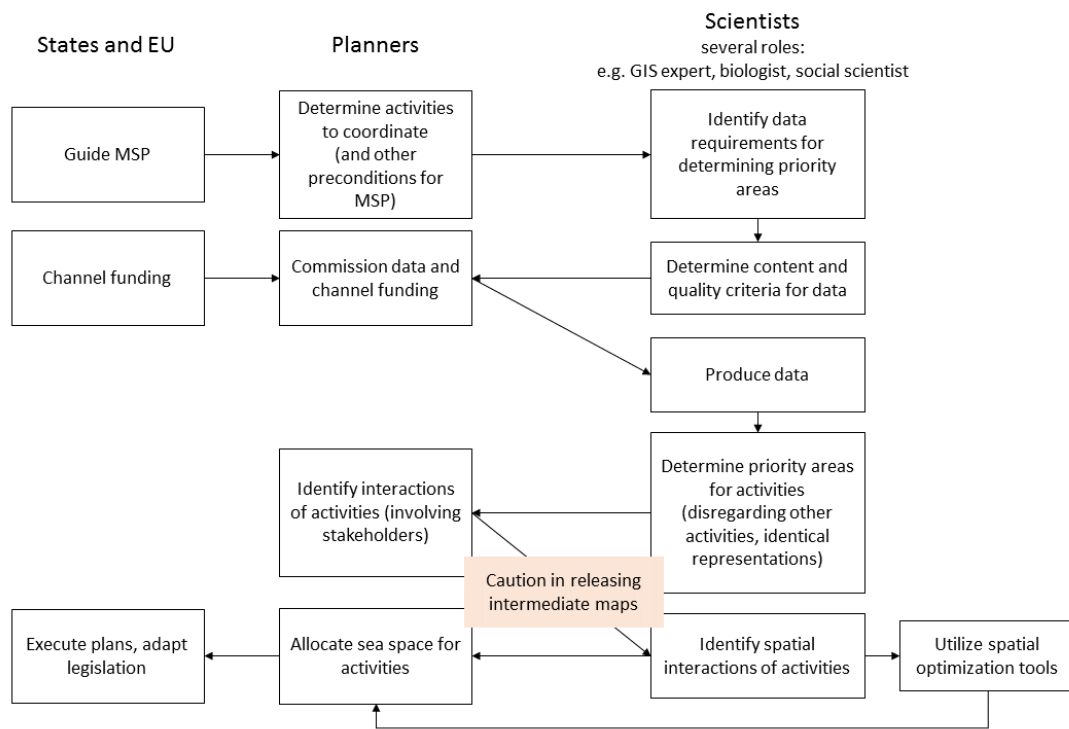 States and EU
Planners
Scientists
several roles:
e.g. GIS expert, biologist, social scientist
Guide MSP
Determine activities
to coordinate
(and other
preconditions for
MSP)
Identify data
requirements for
determining priority
areas
Channel funding
Commission data and
channel funding
Determine content and
quality criteria for data
Produce data
Identify interactions
of activities (involving
stakeholders)
Determine priority areas
for activities
(disregarding other
activities, identical
representations)
Caution in releasing
intermediate maps
Execute plans, adapt
legislation
Allocate sea space for
activities
Identify spatial
interactions of activities
Utilize spatial
optimization tools